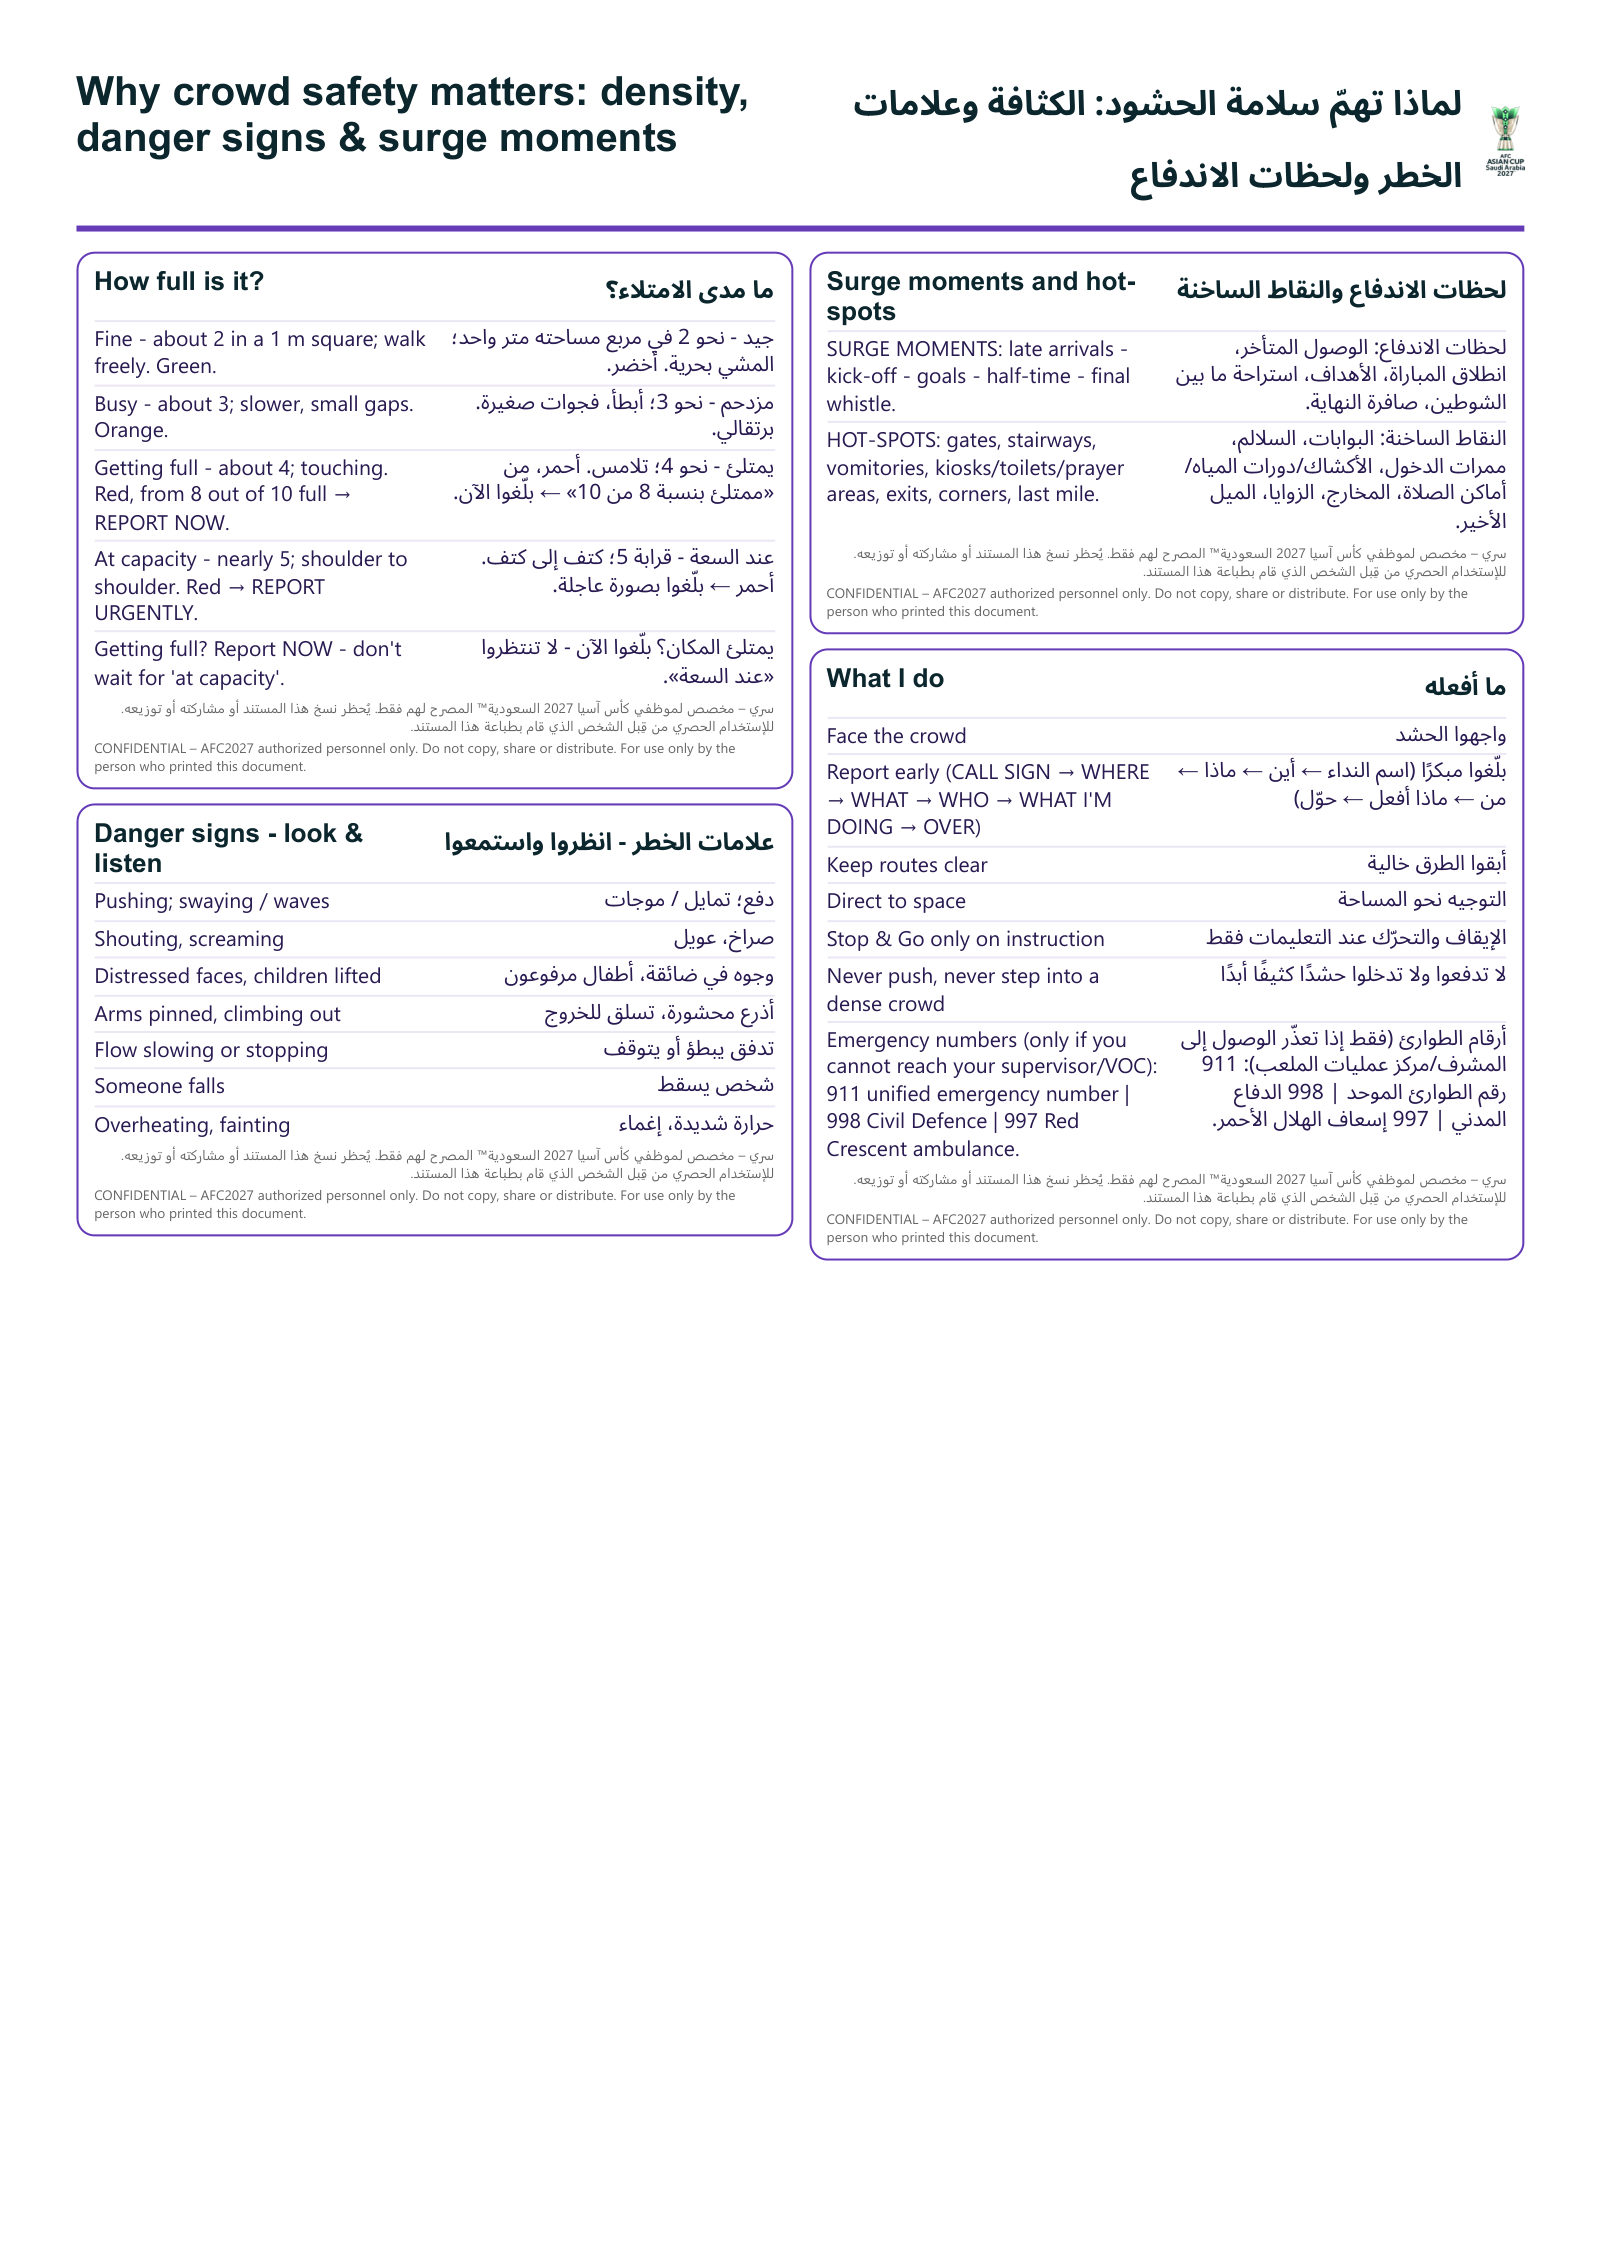 Why crowd safety matters: density,
danger signs & surge moments
لماذا تهمّ سلامة الحشود: الكثافة وعلامات
الخطر ولحظات الاندفاع
AFC
ASIAN CUP
Saudi Arabia
2027
How full is it?
ما مدى الامتلاء؟
Fine - about 2 in a 1 m square; walk
freely. Green.
جيد - نحو 2 في مربع مساحته متر واحد؛
المشي بحرية. أخضر.
Busy - about 3; slower, small gaps.
Orange.
مزدحم - نحو 3؛ أبطأ، فجوات صغيرة.
برتقالي.
Getting full - about 4; touching.
Red, from 8 out of 10 full →
REPORT NOW.
يمتلئ - نحو 4؛ تلامس. أحمر، من
«ممتلئ بنسبة 8 من 10» ← بلّغوا الآن.
At capacity - nearly 5; shoulder to
shoulder. Red → REPORT
URGENTLY.
عند السعة - قرابة 5؛ كتف إلى كتف.
أحمر ← بلّغوا بصورة عاجلة.
Getting full? Report NOW - don't
wait for 'at capacity'.
يمتلئ المكان؟ بلّغوا الآن - لا تنتظروا
«عند السعة».
سري – مخصص لموظفي كأس آسيا 2027 السعودية™ المصرح لهم فقط. يُحظر نسخ هذا المستند أو مشاركته أو توزيعه.
للإستخدام الحصري من قِبل الشخص الذي قام بطباعة هذا المستند.
CONFIDENTIAL – AFC2027 authorized personnel only. Do not copy, share or distribute. For use only by the
person who printed this document.
Danger signs - look &
listen
علامات الخطر - انظروا واستمعوا
Pushing; swaying / waves
دفع؛ تمايل / موجات
Shouting, screaming
صراخ، عويل
Distressed faces, children lifted
وجوه في ضائقة، أطفال مرفوعون
Arms pinned, climbing out
أذرع محشورة، تسلق للخروج
Flow slowing or stopping
تدفق يبطؤ أو يتوقف
Someone falls
شخص يسقط
Overheating, fainting
حرارة شديدة، إغماء
سري – مخصص لموظفي كأس آسيا 2027 السعودية™ المصرح لهم فقط. يُحظر نسخ هذا المستند أو مشاركته أو توزيعه.
للإستخدام الحصري من قِبل الشخص الذي قام بطباعة هذا المستند.
CONFIDENTIAL – AFC2027 authorized personnel only. Do not copy, share or distribute. For use only by the
person who printed this document.
Surge moments and hot-
spots
لحظات الاندفاع والنقاط الساخنة
SURGE MOMENTS: late arrivals -
kick-off - goals - half-time - final
whistle.
لحظات الاندفاع: الوصول المتأخر،
انطلاق المباراة، الأهداف، استراحة ما بين
الشوطين، صافرة النهاية.
HOT-SPOTS: gates, stairways,
vomitories, kiosks/toilets/prayer
areas, exits, corners, last mile.
النقاط الساخنة: البوابات، السلالم،
ممرات الدخول، الأكشاك/دورات المياه/
أماكن الصلاة، المخارج، الزوايا، الميل
الأخير.
سري – مخصص لموظفي كأس آسيا 2027 السعودية™ المصرح لهم فقط. يُحظر نسخ هذا المستند أو مشاركته أو توزيعه.
للإستخدام الحصري من قِبل الشخص الذي قام بطباعة هذا المستند.
CONFIDENTIAL – AFC2027 authorized personnel only. Do not copy, share or distribute. For use only by the
person who printed this document.
What I do
ما أفعله
Face the crowd
واجهوا الحشد
Report early (CALL SIGN → WHERE
→ WHAT → WHO → WHAT I'M
DOING → OVER)
بلّغوا مبكرًا (اسم النداء ← أين ← ماذا ←
من ← ماذا أفعل ← حوّل)
Keep routes clear
أبقوا الطرق خالية
Direct to space
التوجيه نحو المساحة
Stop & Go only on instruction
الإيقاف والتحرّك عند التعليمات فقط
Never push, never step into a
dense crowd
لا تدفعوا ولا تدخلوا حشدًا كثيفًا أبدًا
Emergency numbers (only if you
cannot reach your supervisor/VOC):
911 unified emergency number |
998 Civil Defence | 997 Red
Crescent ambulance.
أرقام الطوارئ (فقط إذا تعذّر الوصول إلى
المشرف/مركز عمليات الملعب): 911
رقم الطوارئ الموحد | 998 الدفاع
المدني | 997 إسعاف الهلال الأحمر.
سري – مخصص لموظفي كأس آسيا 2027 السعودية™ المصرح لهم فقط. يُحظر نسخ هذا المستند أو مشاركته أو توزيعه.
للإستخدام الحصري من قِبل الشخص الذي قام بطباعة هذا المستند.
CONFIDENTIAL – AFC2027 authorized personnel only. Do not copy, share or distribute. For use only by the
person who printed this document.